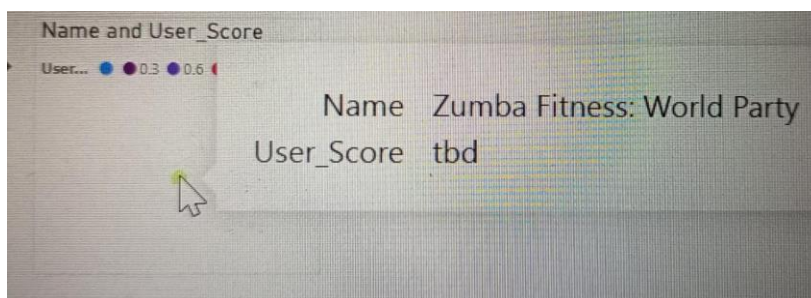 Name and User_Score
User... 0.3 0.6
Name Zumba Fitness: World Party
User_Score tbd